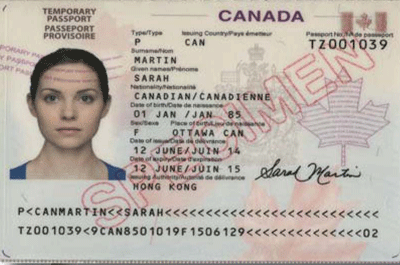 TEMPORARY
PASSPORT
PASSEPORT
PROVISOIRE
CANADA
Type/Type
Issuing Country/Pays émetteur
Passport No./N° de passeport
P
CAN
TZ001039
Surname/Nom
MARTIN
Given names/Prénoms
SARAH
Nationality/Nationalité
CANADIAN/CANADIENNE
Date of birth/Date de naissance
01 JAN /JAN 85
Sex/Sexe
Place of birth/Lieu de naissance
F
OTTAWA CAN
Date of issue/Date de délivrance
12 JUNE/JUIN 14
Date of expiry/Date d'expiration
12 JUNE/JUIN 15
Issuing Authority/Autorité de délivrance
HONG KONG
Sarah Martin
SPECIMEN
TEMPORARY PASSPORT
P<CANMARTIN<<SARAH<<<<<<<<<<<<<<<<<<<<<<<<<<
TZ001039<9CAN8501019F1506129<<<<<<<<<<<<<<02